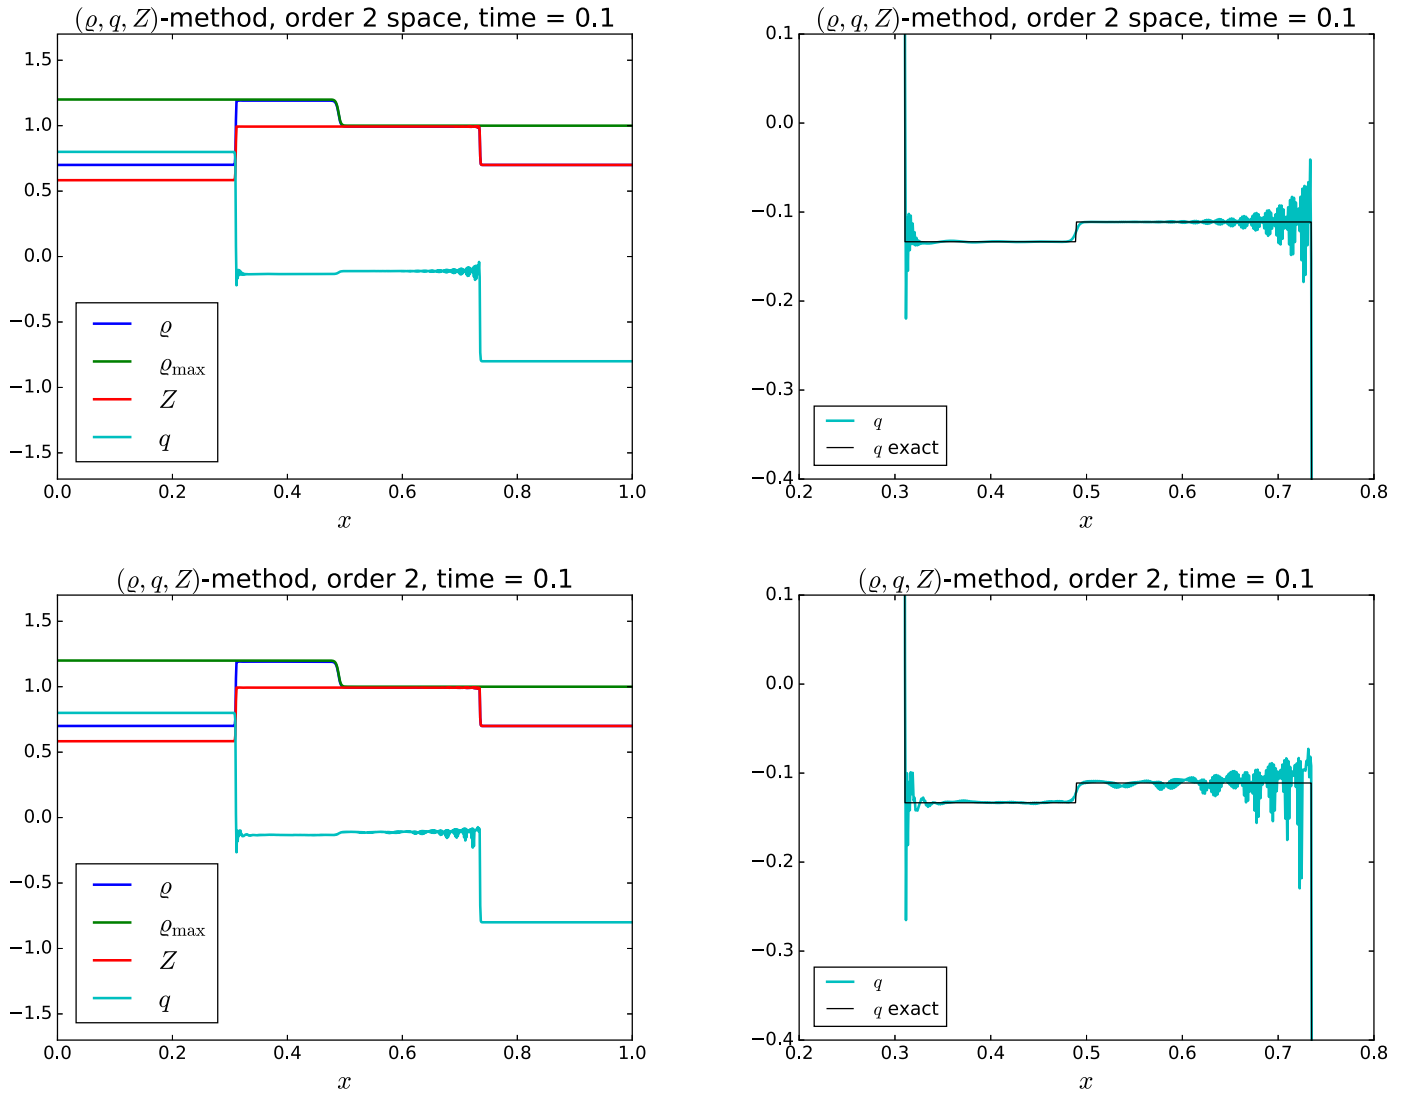 (ϱ, q, Z)-method, order 2 space, time = 0.1
1.5
1.0
0.5
0.0
−0.5
−1.0
−1.5
ϱ
ϱmax
Z
q
0.0 0.2 0.4 0.6 0.8 1.0
x
(ϱ, q, Z)-method, order 2 space, time = 0.1
0.1
0.0
−0.1
−0.2
−0.3
−0.4
q
q exact
0.2 0.3 0.4 0.5 0.6 0.7 0.8
x
(ϱ, q, Z)-method, order 2, time = 0.1
1.5
1.0
0.5
0.0
−0.5
−1.0
−1.5
ϱ
ϱmax
Z
q
0.0 0.2 0.4 0.6 0.8 1.0
x
(ϱ, q, Z)-method, order 2, time = 0.1
0.1
0.0
−0.1
−0.2
−0.3
−0.4
q
q exact
0.2 0.3 0.4 0.5 0.6 0.7 0.8
x